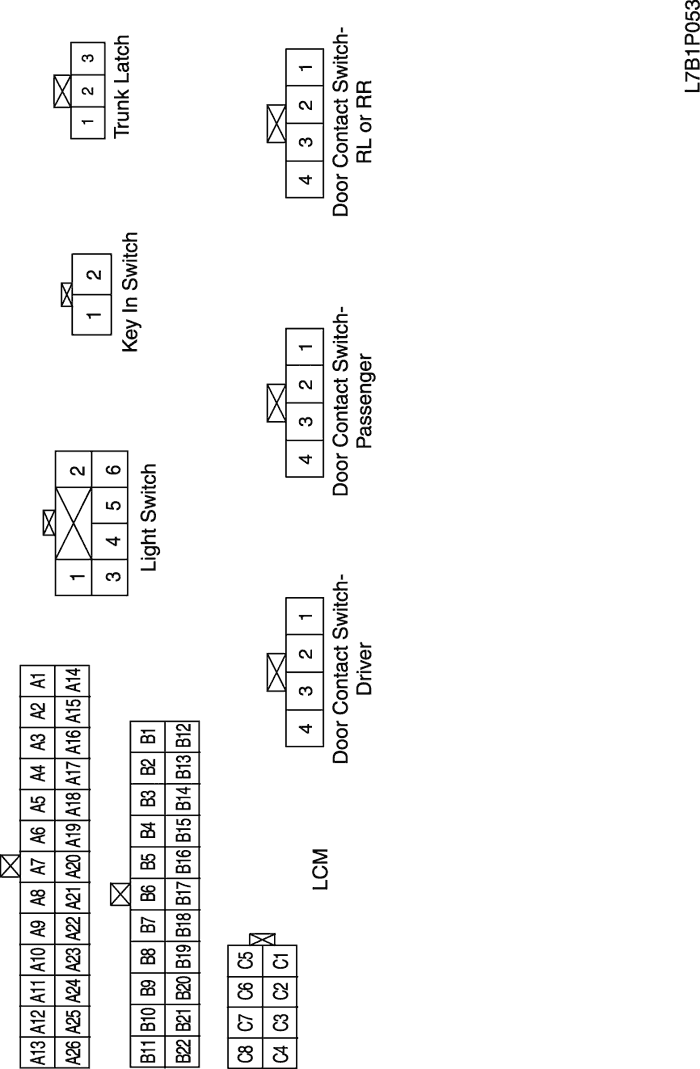 A13 A12 A11 A10 A9 A8 A7 A6 A5 A4 A3 A2 A1
A26 A25 A24 A23 A22 A21 A20 A19 A18 A17 A16 A15 A14
B11 B10 B9 B8 B7 B6 B5 B4 B3 B2 B1
B22 B21 B20 B19 B18 B17 B16 B15 B14 B13 B12
C8 C7 C6 C5
C4 C3 C2 C1
LCM
1 2
3 4 5 6
Light Switch
1 2
Key In Switch
1 2 3
Trunk Latch
4 3 2 1
Door Contact Switch-
Driver
4 3 2 1
Door Contact Switch-
Passenger
4 3 2 1
Door Contact Switch-
RL or RR
L7B1P053